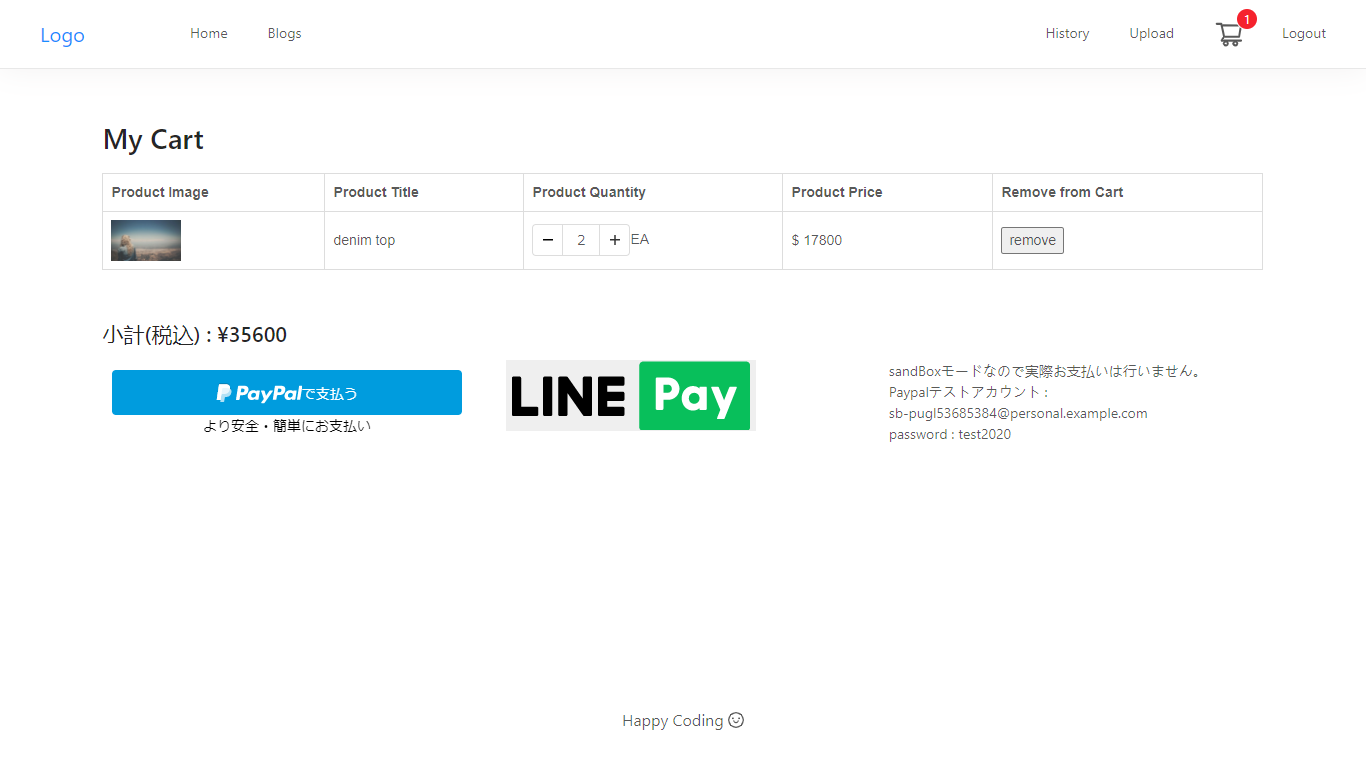 Logo
Home
Blogs
History
Upload
1
Logout
My Cart
Product Image
Product Title
Product Quantity
Product Price
Remove from Cart
denim top
2
EA
$ 17800
remove
小計(税込) : ¥35600
PayPalで支払う
より安全・簡単にお支払い
LINE Pay
sandBoxモードなので実際お支払いは行いません。
Paypalテストアカウント :
sb-pugl53685384@personal.example.com
password : test2020
Happy Coding